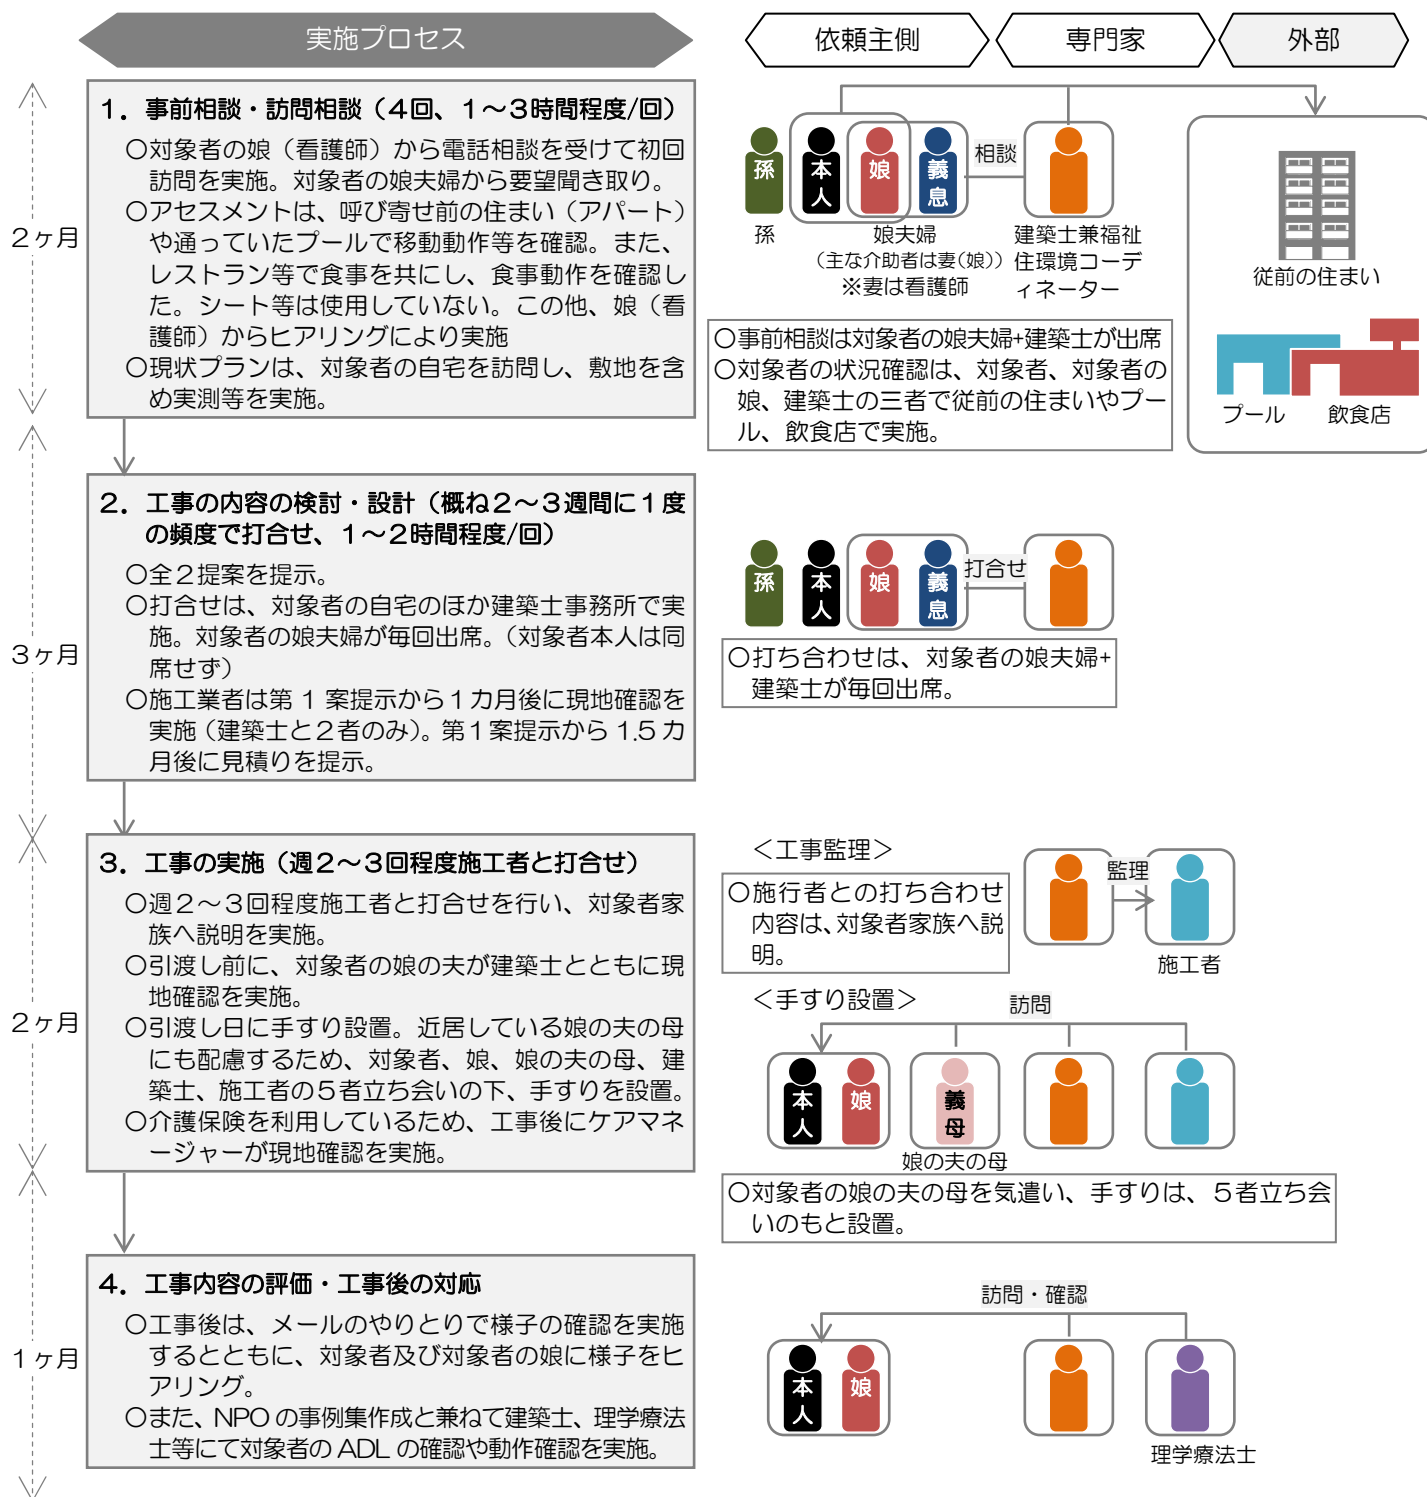 実施プロセス
依頼主側
専門家
外部
2ヶ月
1．事前相談・訪問相談（4回、1～3時間程度/回）
○対象者の娘（看護師）から電話相談を受けて初回
訪問を実施。対象者の娘夫婦から要望聞き取り。
○アセスメントは、呼び寄せ前の住まい（アパート）
や通っていたプールで移動動作等を確認。また、
レストラン等で食事を共にし、食事動作を確認し
た。シート等は使用していない。この他、娘（看
護師）からヒアリングにより実施
○現状プランは、対象者の自宅を訪問し、敷地を含
め実測等を実施。
孫
本人
娘
義息
相談
孫
娘夫婦
（主な介助者は妻（娘））
※妻は看護師
建築士兼福祉
住環境コーデ
ィネーター
従前の住まい
プール
飲食店
○事前相談は対象者の娘夫婦+建築士が出席
○対象者の状況確認は、対象者、対象者の
娘、建築士の三者で従前の住まいやプー
ル、飲食店で実施。
3ヶ月
2．工事の内容の検討・設計（概ね2～3週間に1度
の頻度で打合せ、1～2時間程度/回）
○全2提案を提示。
○打合せは、対象者の自宅のほか建築士事務所で実
施。対象者の娘夫婦が毎回出席。（対象者本人は同
席せず）
○施工業者は第 1 案提示から1カ月後に現地確認を
実施（建築士と2者のみ）。第1案提示から 1.5 カ
月後に見積りを提示。
孫
本人
娘
義息
打合せ
○打ち合わせは、対象者の娘夫婦+
建築士が毎回出席。
2ヶ月
3．工事の実施（週2～3回程度施工者と打合せ）
○週2～3回程度施工者と打合せを行い、対象者家
族へ説明を実施。
○引渡し前に、対象者の娘の夫が建築士とともに現
地確認を実施。
○引渡し日に手すり設置。近居している娘の夫の母
にも配慮するため、対象者、娘、娘の夫の母、建
築士、施工者の5者立ち会いの下、手すりを設置。
○介護保険を利用しているため、工事後にケアマネ
ージャーが現地確認を実施。
＜工事監理＞
○施行者との打ち合わせ
内容は、対象者家族へ説
明。
監理
施工者
＜手すり設置＞
訪問
本人
娘
義母
娘の夫の母
○対象者の娘の夫の母を気遣い、手すりは、5者立ち会
いのもと設置。
1ヶ月
4．工事内容の評価・工事後の対応
○工事後は、メールのやりとりで様子の確認を実施
するとともに、対象者及び対象者の娘に様子をヒ
アリング。
○また、NPO の事例集作成と兼ねて建築士、理学療法
士等にて対象者の ADL の確認や動作確認を実施。
訪問・確認
本人
娘
理学療法士